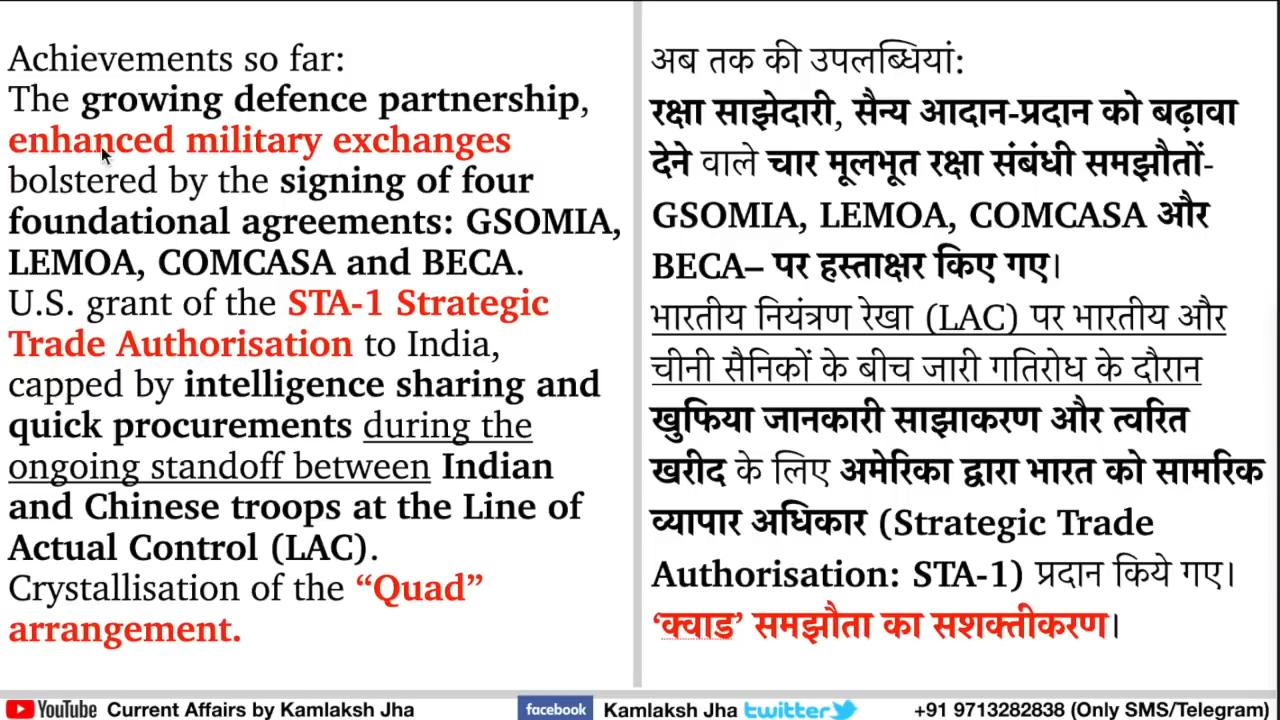 Achievements so far:
The growing defence partnership,
enhanced military exchanges
bolstered by the signing of four
foundational agreements: GSOMIA,
LEMOA, COMCASA and BECA.
U.S. grant of the STA-1 Strategic
Trade Authorisation to India,
capped by intelligence sharing and
quick procurements during the
ongoing standoff between Indian
and Chinese troops at the Line of
Actual Control (LAC).
Crystallisation of the “Quad”
arrangement.
अब तक की उपलब्धियां:
रक्षा साझेदारी, सैन्य आदान-प्रदान को बढ़ावा
देने वाले चार मूलभूत रक्षा संबंधी समझौतों-
GSOMIA, LEMOA, COMCASA और
BECA– पर हस्ताक्षर किए गए।
भारतीय नियंत्रण रेखा (LAC) पर भारतीय और
चीनी सैनिकों के बीच जारी गतिरोध के दौरान
खुफिया जानकारी साझाकरण और त्वरित
खरीद के लिए अमेरिका द्वारा भारत को सामरिक
व्यापार अधिकार (Strategic Trade
Authorisation: STA-1) प्रदान किये गए।
‘क्वाड’ समझौता का सशक्तीकरण।
YouTube Current Affairs by Kamlaksh Jha facebook Kamlaksh Jha twitter +91 9713282838 (Only SMS/Telegram)